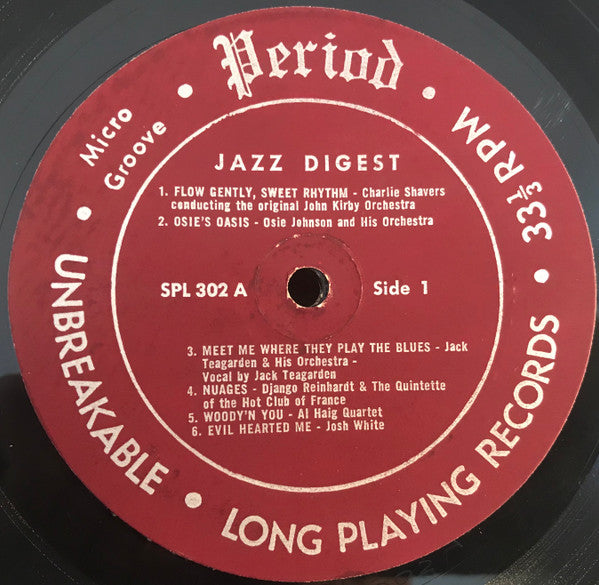 Period
Micro
Groove
33⅓ RPM
JAZZ DIGEST
1. FLOW GENTLY, SWEET RHYTHM - Charlie Shavers
conducting the original John Kirby Orchestra
2. OSIE'S OASIS - Osie Johnson and His Orchestra
SPL 302 A
Side 1
3. MEET ME WHERE THEY PLAY THE BLUES - Jack
Teagarden & His Orchestra -
Vocal by Jack Teagarden
4. NUAGES - Django Reinhardt & The Quintette
of the Hot Club of France
5. WOODY'N YOU - Al Haig Quartet
6. EVIL HEARTED ME - Josh White
UNBREAKABLE • LONG PLAYING RECORDS